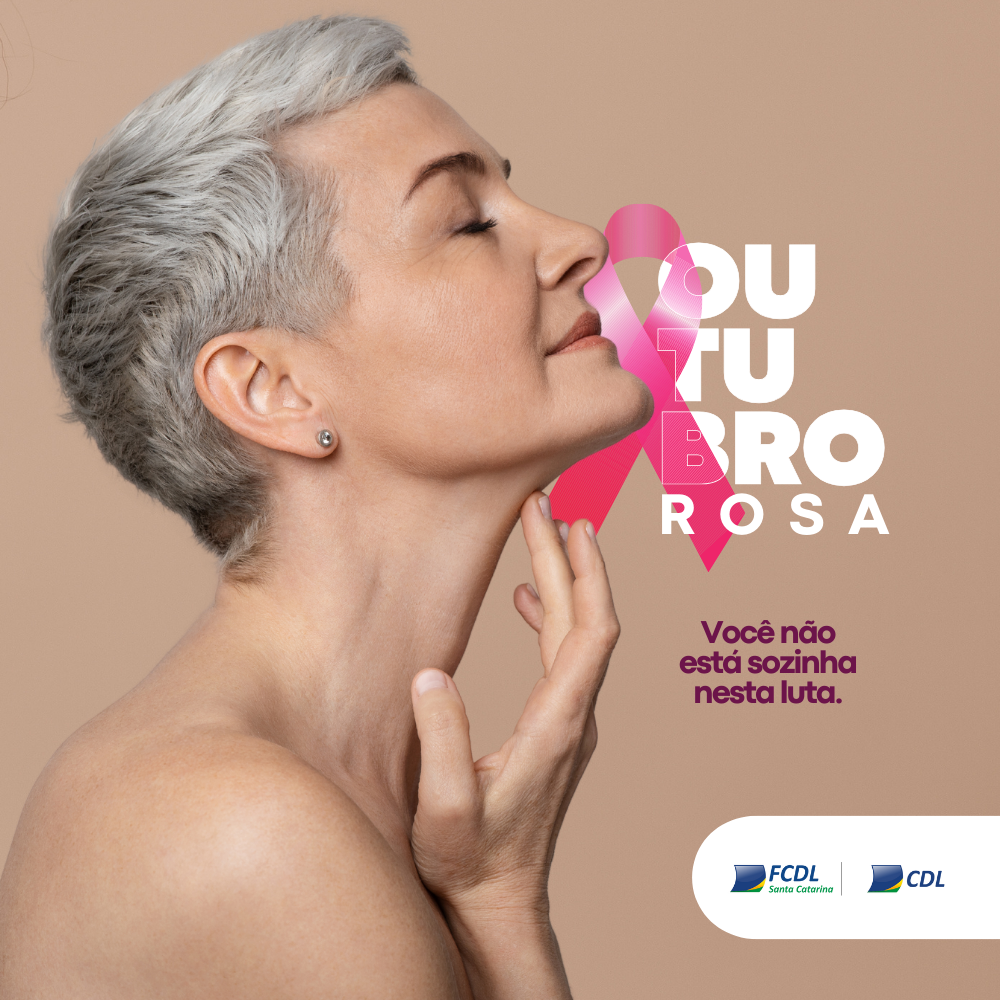 OU
TU
BRO
ROSA
Você não
está sozinha
nesta luta.
FCDL
Santa Catarina
CDL